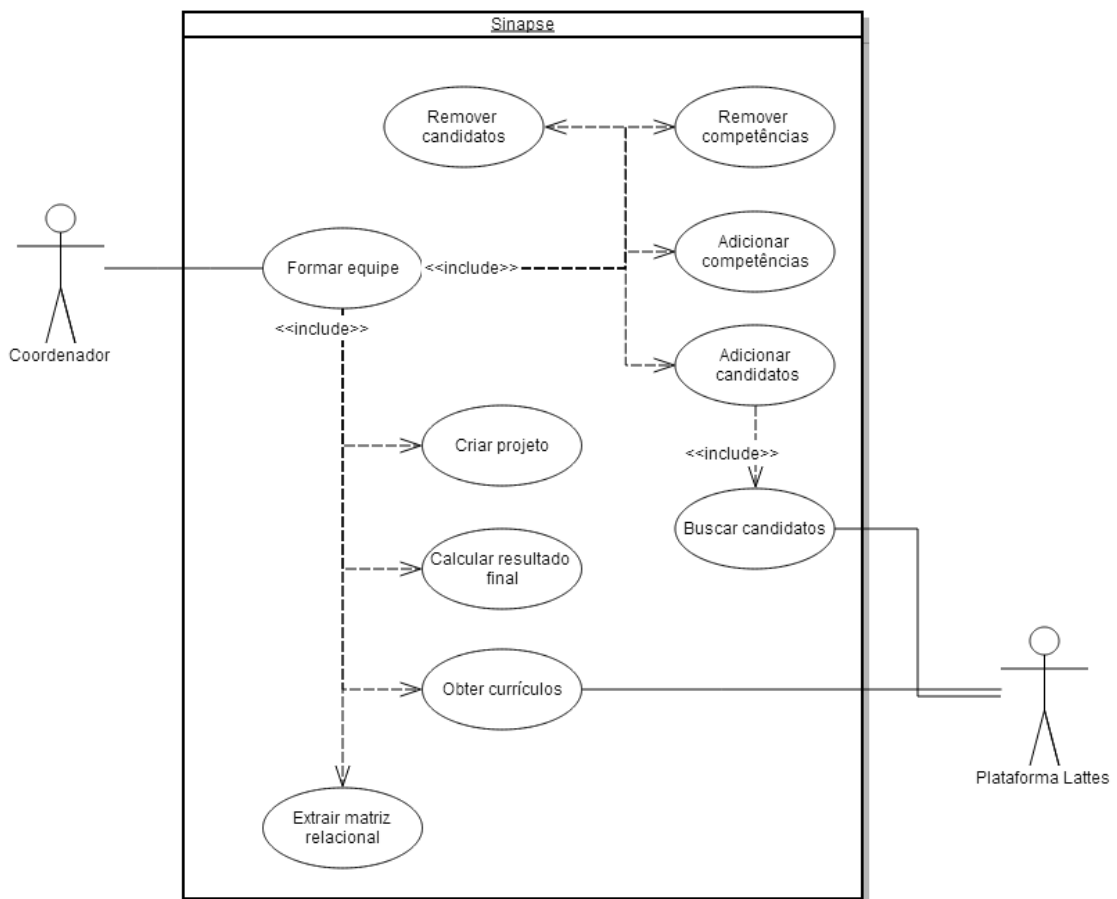 Sinapse
Remover
candidatos
Remover
competências
Formar equipe
<<include>>
Adicionar
competências
<<include>>
Coordenador
Adicionar
candidatos
Criar projeto
<<include>>
Buscar candidatos
Calcular resultado
final
Obter currículos
Plataforma Lattes
Extrair matriz
relacional